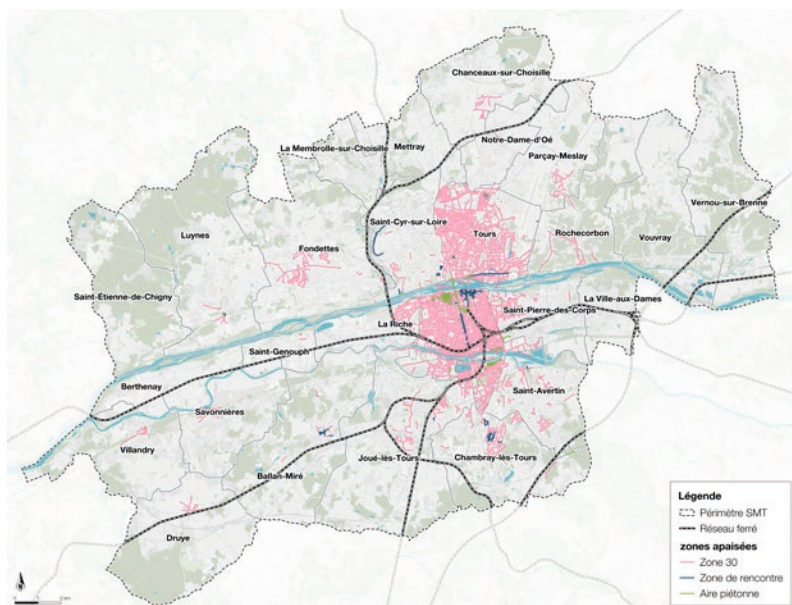 Chanceaux-sur-Choisille
Notre-Dame-d'Oé
La Membrolle-sur-Choisille
Mettray
Parçay-Meslay
Vernou-sur-Brenne
Saint-Cyr-sur-Loire
Luynes
Tours
Rochecorbon
Vouvray
Fondettes
Saint-Étienne-de-Chigny
La Ville-aux-Dames
Saint-Pierre-des-Corps
La Riche
Saint-Genouph
Berthenay
Saint-Avertin
Savonnières
Villandry
Joué-lès-Tours
Chambray-lès-Tours
Ballan-Miré
Druye
Légende
Périmètre SMT
Réseau ferré
zones apaisées
Zone 30
Zone de rencontre
Aire piétonne